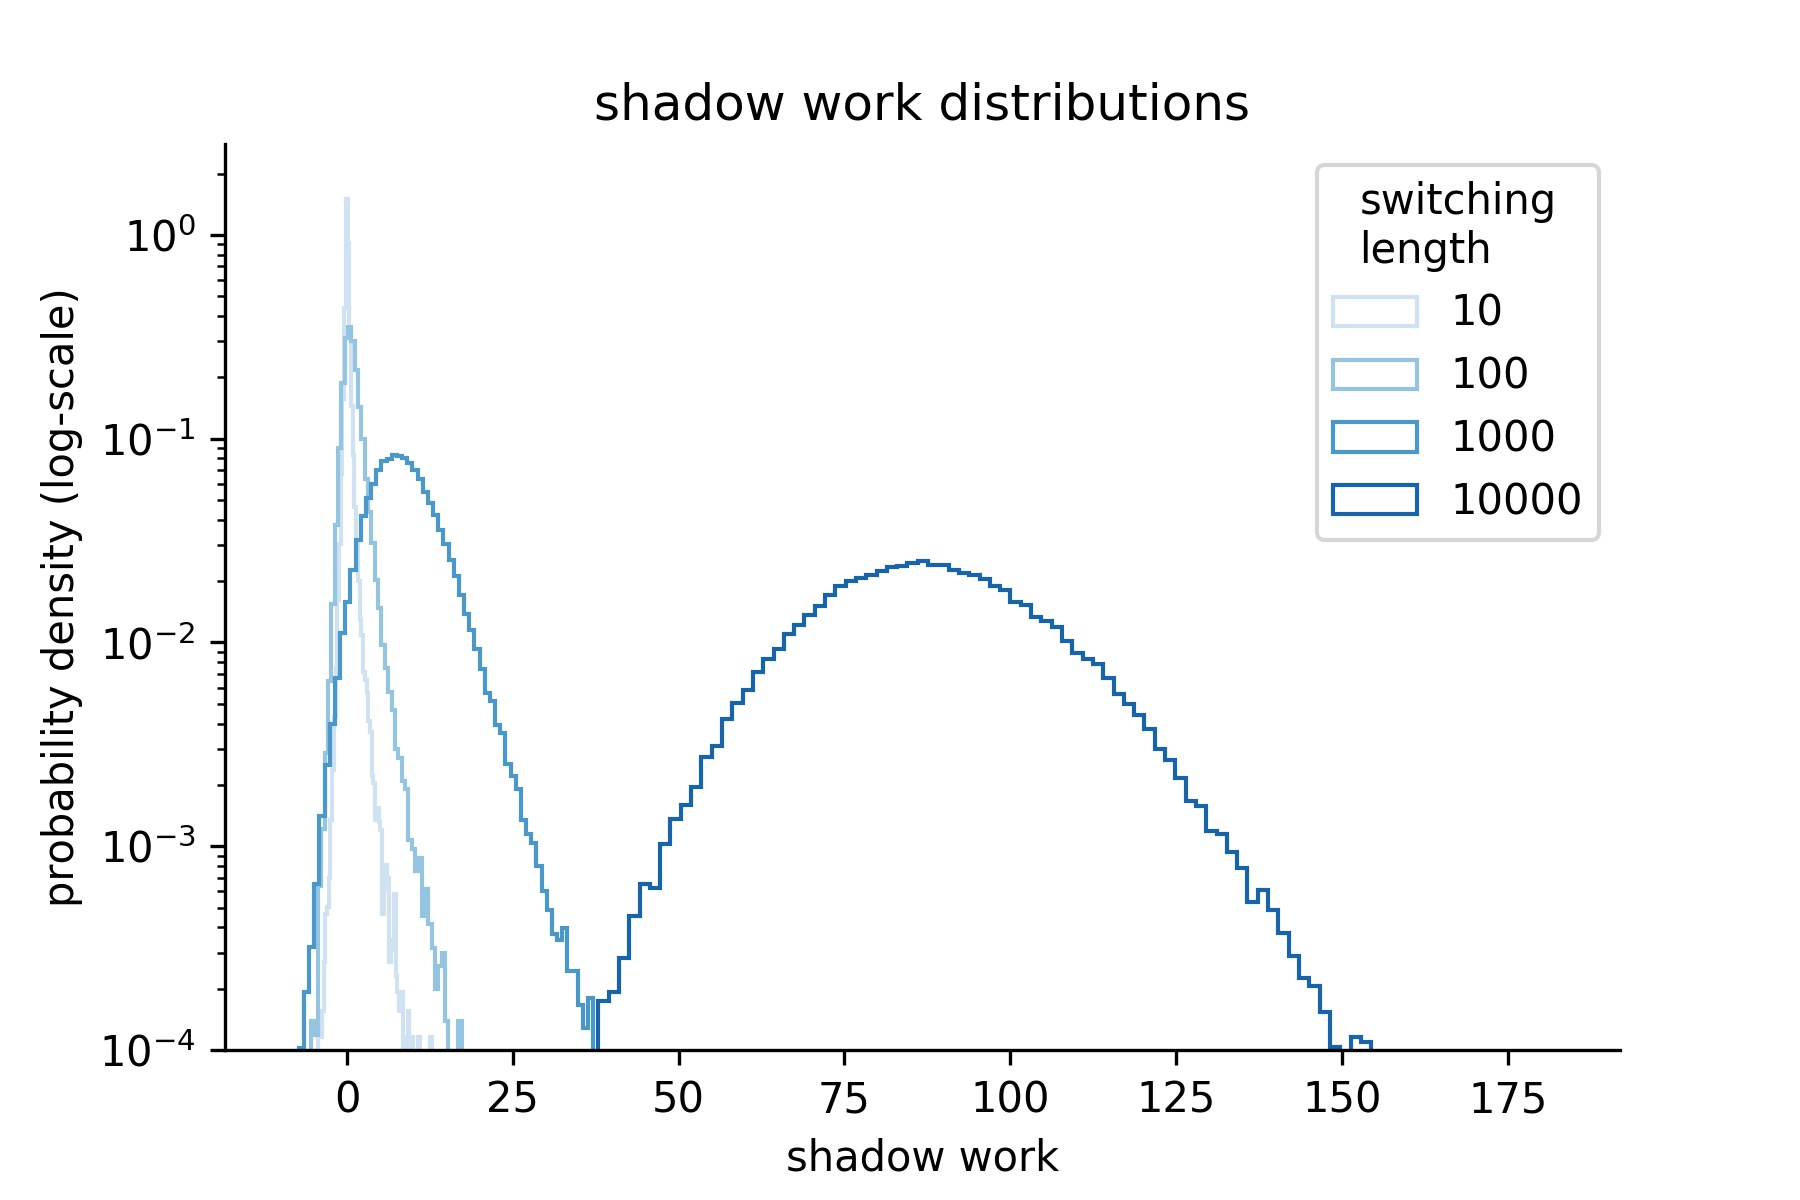 shadow work distributions
probability density (log-scale)
10⁰
10⁻¹
10⁻²
10⁻³
10⁻⁴
0 25 50 75 100 125 150 175
shadow work
switching
length
10
100
1000
10000